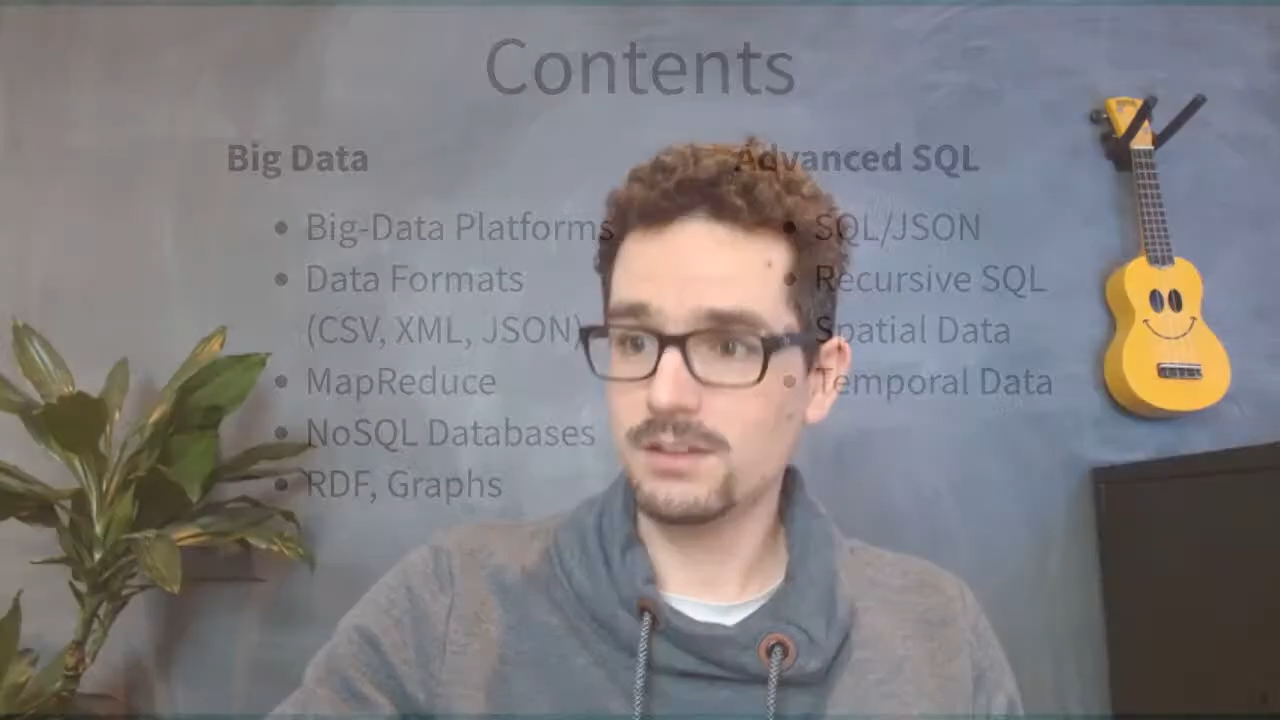 Contents
Big Data
Big-Data Platforms
Data Formats
(CSV, XML, JSON)
MapReduce
NoSQL Databases
RDF, Graphs
Advanced SQL
SQL/JSON
Recursive SQL
Spatial Data
Temporal Data